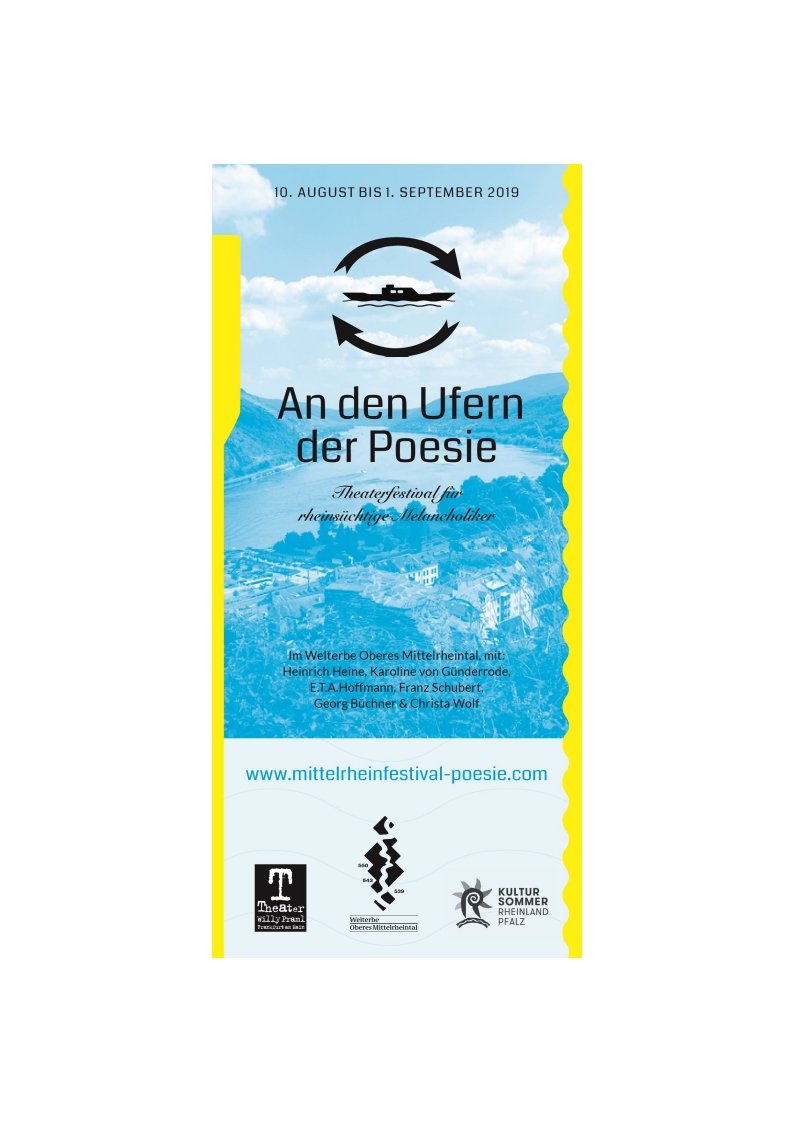 10. AUGUST BIS 1. SEPTEMBER 2019
An den Ufern
der Poesie
Theaterfestival für
rheinsüchtige Melancholiker
Im Welterbe Oberes Mittelrheintal, mit:
Heinrich Heine, Karoline von Günderrode,
E.T.A.Hoffmann, Franz Schubert,
Georg Büchner & Christa Wolf
www.mittelrheinfestival-poesie.com
T
Theater
Willy Praml
Frankfurt am Main
550
543
539
Welterbe
Oberes Mittelrheintal
KULTUR
SOMMER
RHEINLAND
PFALZ